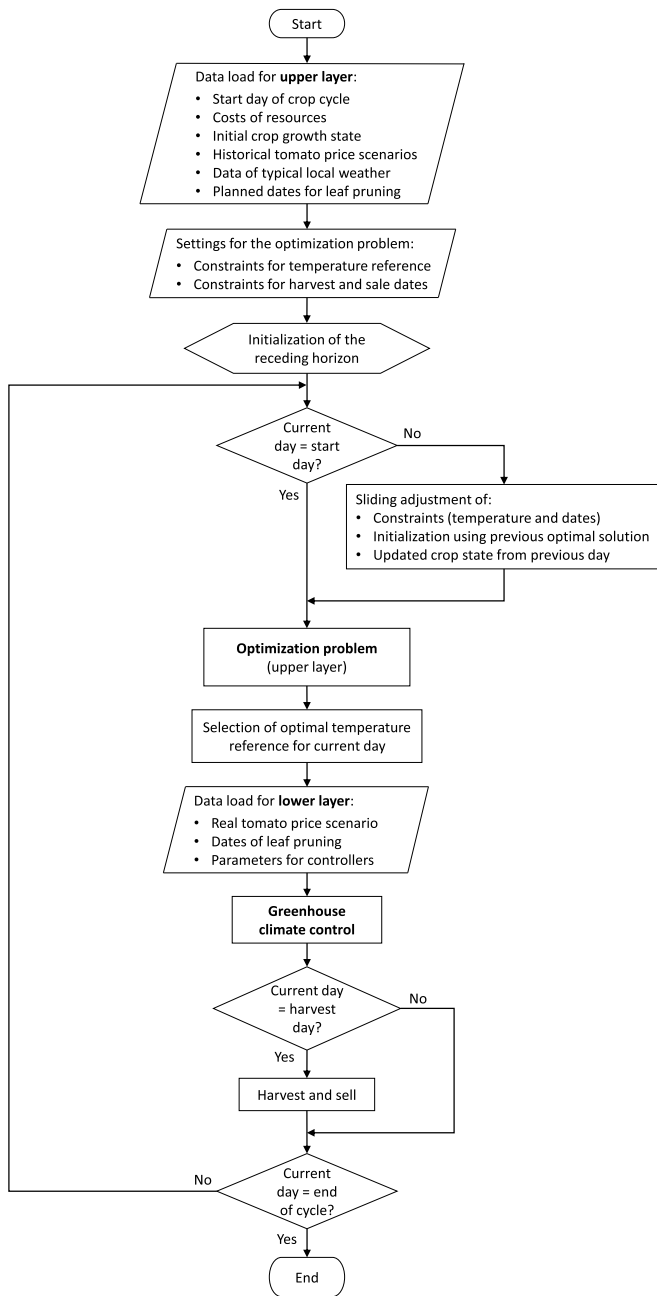 Start
Data load for upper layer:
• Start day of crop cycle
• Costs of resources
• Initial crop growth state
• Historical tomato price scenarios
• Data of typical local weather
• Planned dates for leaf pruning
Settings for the optimization problem:
• Constraints for temperature reference
• Constraints for harvest and sale dates
Initialization of the
receding horizon
Current
day = start
day?
No
Yes
Sliding adjustment of:
• Constraints (temperature and dates)
• Initialization using previous optimal solution
• Updated crop state from previous day
Optimization problem
(upper layer)
Selection of optimal temperature
reference for current day
Data load for lower layer:
• Real tomato price scenario
• Dates of leaf pruning
• Parameters for controllers
Greenhouse
climate control
Current day
= harvest
day?
No
Yes
Harvest and sell
Current
day = end
of cycle?
No
Yes
End